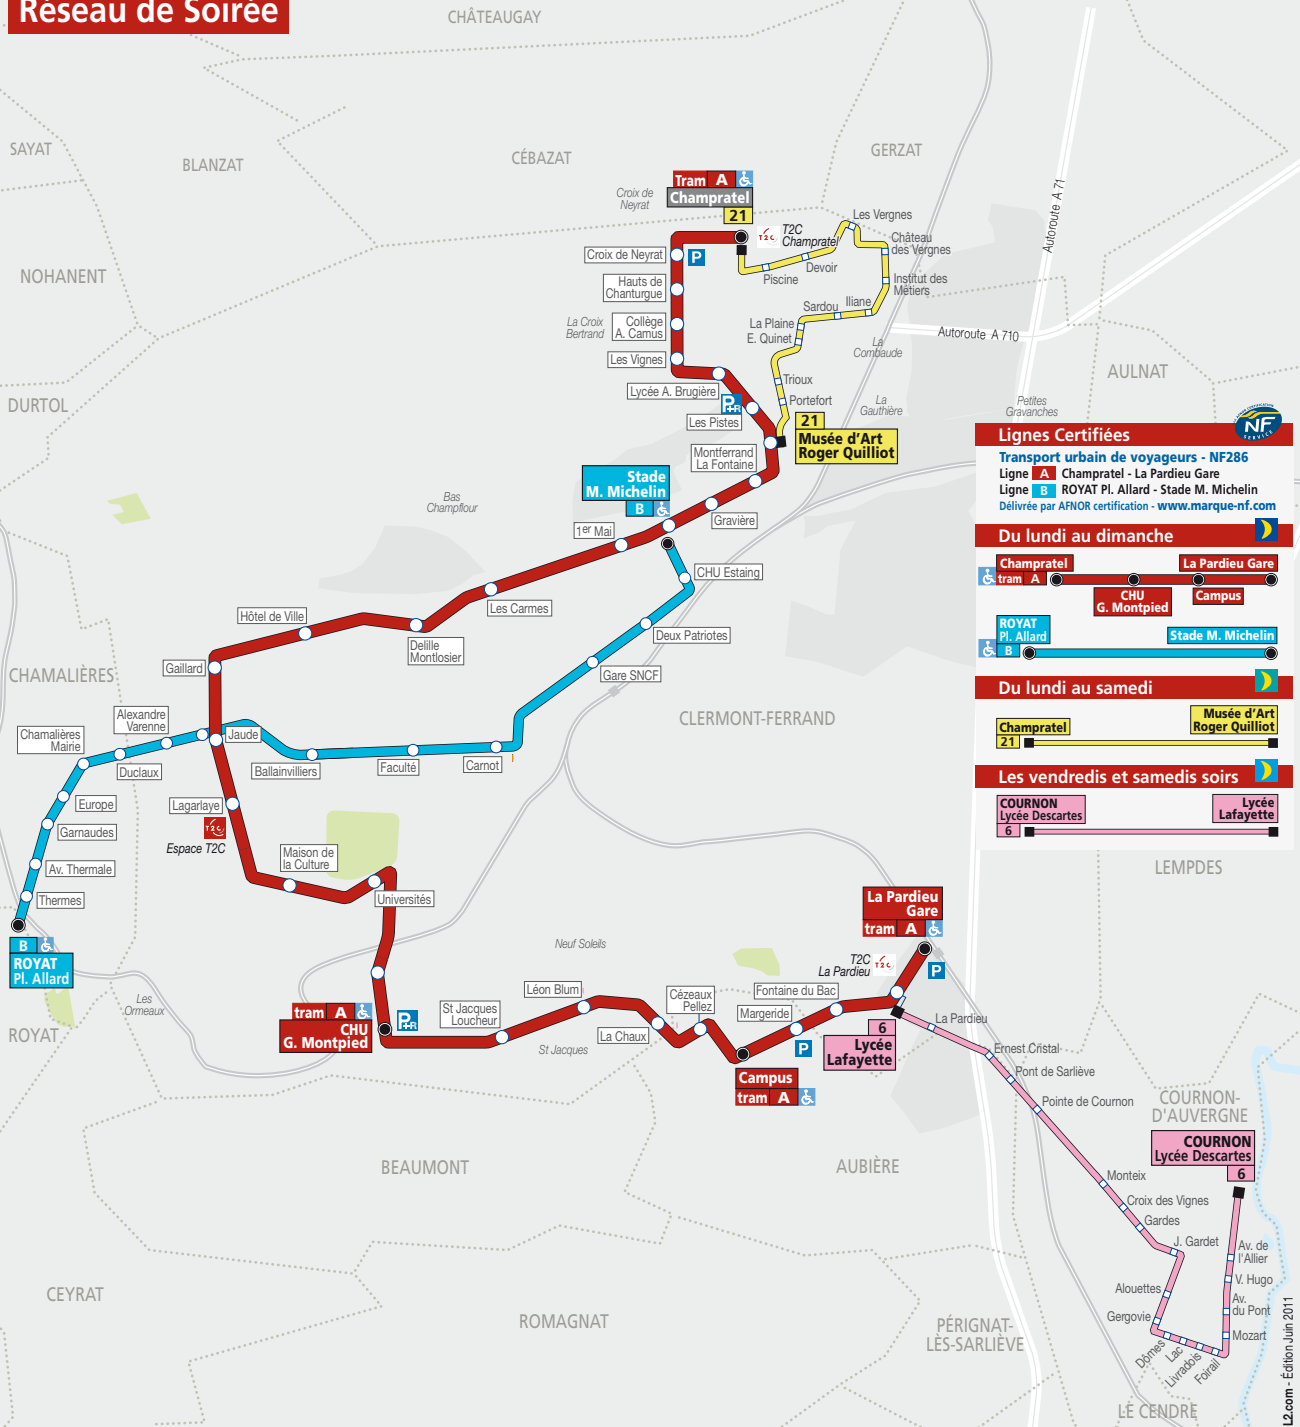 Réseau de Soirée
CHÂTEAUGAY
SAYAT
BLANZAT
CÉBAZAT
GERZAT
NOHANENT
DURTOL
AULNAT
Autoroute A 71
Autoroute A 710
Croix de
Neyrat
Tram A
Champratel
21
T2C
T2C
Champratel
Les Vergnes
Château
des Vergnes
Institut des
Métiers
Piscine
Devoir
Sardou
Iliane
La Plaine
E. Quinet
Trioux
Portefort
La
Combaude
La
Gauthière
Petites
Gravanches
Croix de Neyrat
P
Hauts de
Chanturgue
La Croix
Bertrand
Collège
A. Camus
Les Vignes
Lycée A. Brugière
P+R
Les Pistes
21
Musée d'Art
Roger Quilliot
Montferrand
La Fontaine
Stade
M. Michelin
B
Gravière
1er Mai
Bas
Champflour
CHU Estaing
Les Carmes
Deux Patriotes
Hôtel de Ville
Delille
Montlosier
Gare SNCF
Gaillard
CHAMALIÈRES
CLERMONT-FERRAND
Alexandre
Varenne
Chamalières
Mairie
Jaude
Duclaux
Ballainvilliers
Faculté
Carnot
Europe
Garnaudes
Av. Thermale
Thermes
B
ROYAT
Pl. Allard
Lagarlaye
T2C
Espace T2C
Maison de
la Culture
Universités
Les
Ormeaux
ROYAT
tram A
CHU
G. Montpied
P+R
St Jacques
Loucheur
Léon Blum
Neuf Soleils
St Jacques
La Chaux
Cézeaux
Pellez
Margeride
Campus
tram A
Fontaine du Bac
P
La Pardieu
Gare
tram A
T2C
La Pardieu
T2C
P
6
Lycée
Lafayette
La Pardieu
Ernest Cristal
Pont de Sarliève
Pointe de Cournon
Monteix
Croix des Vignes
Gardes
J. Gardet
Alouettes
Gergovie
Dômes
Lac
Livradois
Foirail
Mozart
Av.
du Pont
V. Hugo
Av. de
l'Allier
COURNON-
D'AUVERGNE
COURNON
Lycée Descartes
6
LEMPDES
BEAUMONT
AUBIÈRE
CEYRAT
ROMAGNAT
PÉRIGNAT-
LÈS-SARLIÈVE
LE CENDRE
NF
SERVICE
Lignes Certifiées
Transport urbain de voyageurs - NF286
Ligne A Champratel - La Pardieu Gare
Ligne B ROYAT Pl. Allard - Stade M. Michelin
Délivrée par AFNOR certification - www.marque-nf.com
Du lundi au dimanche
Champratel
La Pardieu Gare
tram A
CHU
G. Montpied
Campus
ROYAT
Pl. Allard
B
Stade M. Michelin
Du lundi au samedi
Champratel
21
Musée d'Art
Roger Quilliot
Les vendredis et samedis soirs
COURNON
Lycée Descartes
6
Lycée
Lafayette
L2.com - Édition Juin 2011